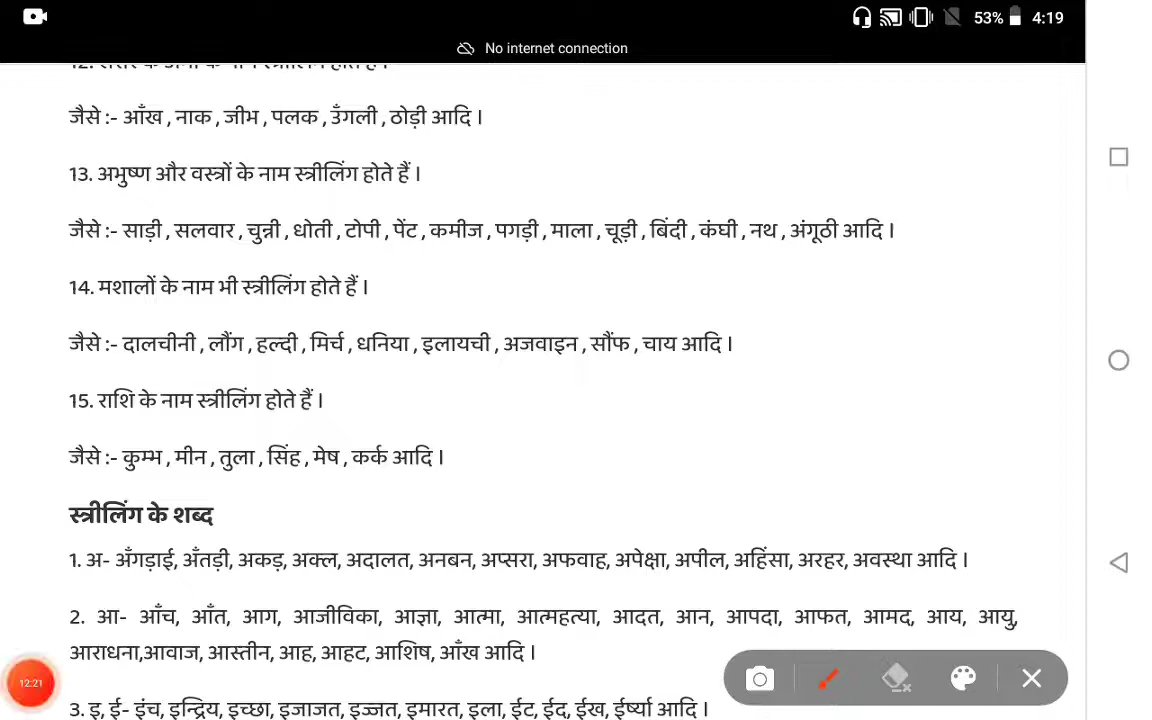 53% 4:19
No internet connection
जैसे :- आँख , नाक , जीभ , पलक , उँगली , ठोड़ी आदि ।
13. अभुष्ण और वस्त्रों के नाम स्त्रीलिंग होते हैं ।
जैसे :- साड़ी , सलवार , चुन्नी , धोती , टोपी , पेंट , कमीज , पगड़ी , माला , चूड़ी , बिंदी , कंघी , नथ , अंगूठी आदि ।
14. मशालों के नाम भी स्त्रीलिंग होते हैं ।
जैसे :- दालचीनी , लौंग , हल्दी , मिर्च , धनिया , इलायची , अजवाइन , सौंफ , चाय आदि ।
15. राशि के नाम स्त्रीलिंग होते हैं ।
जैसे :- कुम्भ , मीन , तुला , सिंह , मेष , कर्क आदि ।
स्त्रीलिंग के शब्द
1. अ- अँगड़ाई, अँतड़ी, अकड़, अक्ल, अदालत, अनबन, अप्सरा, अफवाह, अपेक्षा, अपील, अहिंसा, अरहर, अवस्था आदि ।
2. आ- आँच, आँत, आग, आजीविका, आज्ञा, आत्मा, आत्महत्या, आदत, आन, आपदा, आफत, आमद, आय, आयु,
आराधना,आवाज, आस्तीन, आह, आहट, आशिष, आँख आदि ।
12:21
3. इ, ई- इंच, इन्द्रिय, इच्छा, इजाजत, इज्जत, इमारत, इला, ईट, ईद, ईख, ईर्ष्या आदि ।